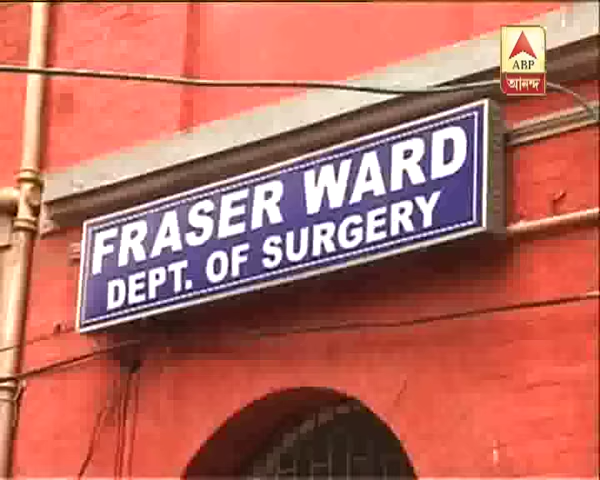 ABP
আনন্দ
FRASER WARD
DEPT. OF SURGERY